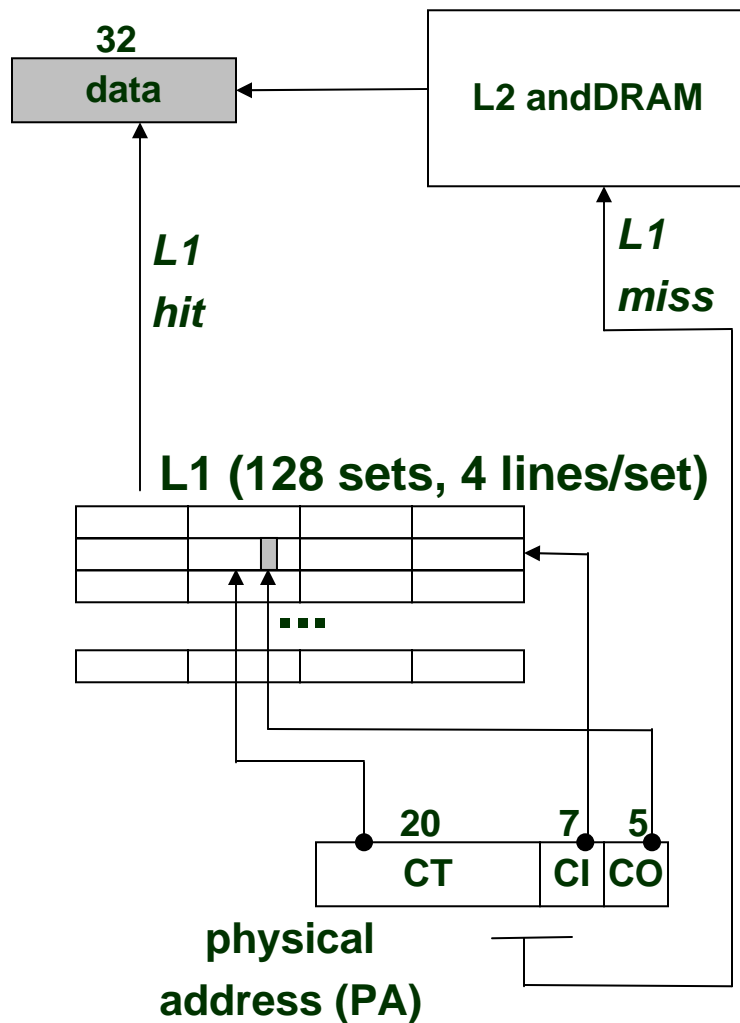 32
data
L2 andDRAM
L1
hit
L1
miss
L1 (128 sets, 4 lines/set)
...
20
7
5
CT
CI
CO
physical
address (PA)